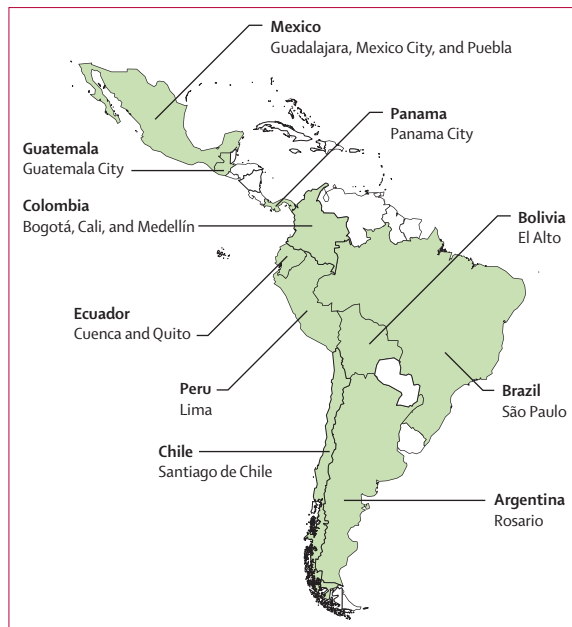 Mexico
Guadalajara, Mexico City, and Puebla
Panama
Panama City
Guatemala
Guatemala City
Colombia
Bogotá, Cali, and Medellín
Bolivia
El Alto
Ecuador
Cuenca and Quito
Peru
Lima
Brazil
São Paulo
Chile
Santiago de Chile
Argentina
Rosario